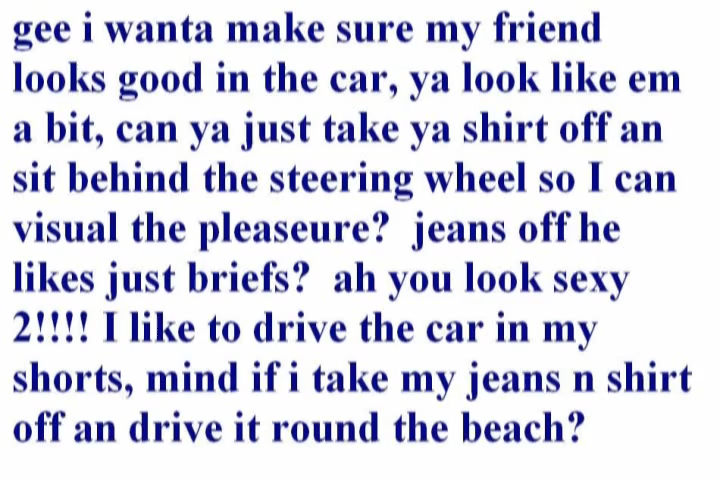 gee i wanta make sure my friend
looks good in the car, ya look like em
a bit, can ya just take ya shirt off an
sit behind the steering wheel so I can
visual the pleaseure?  jeans off he
likes just briefs?  ah you look sexy
2!!!! I like to drive the car in my
shorts, mind if i take my jeans n shirt
off an drive it round the beach?